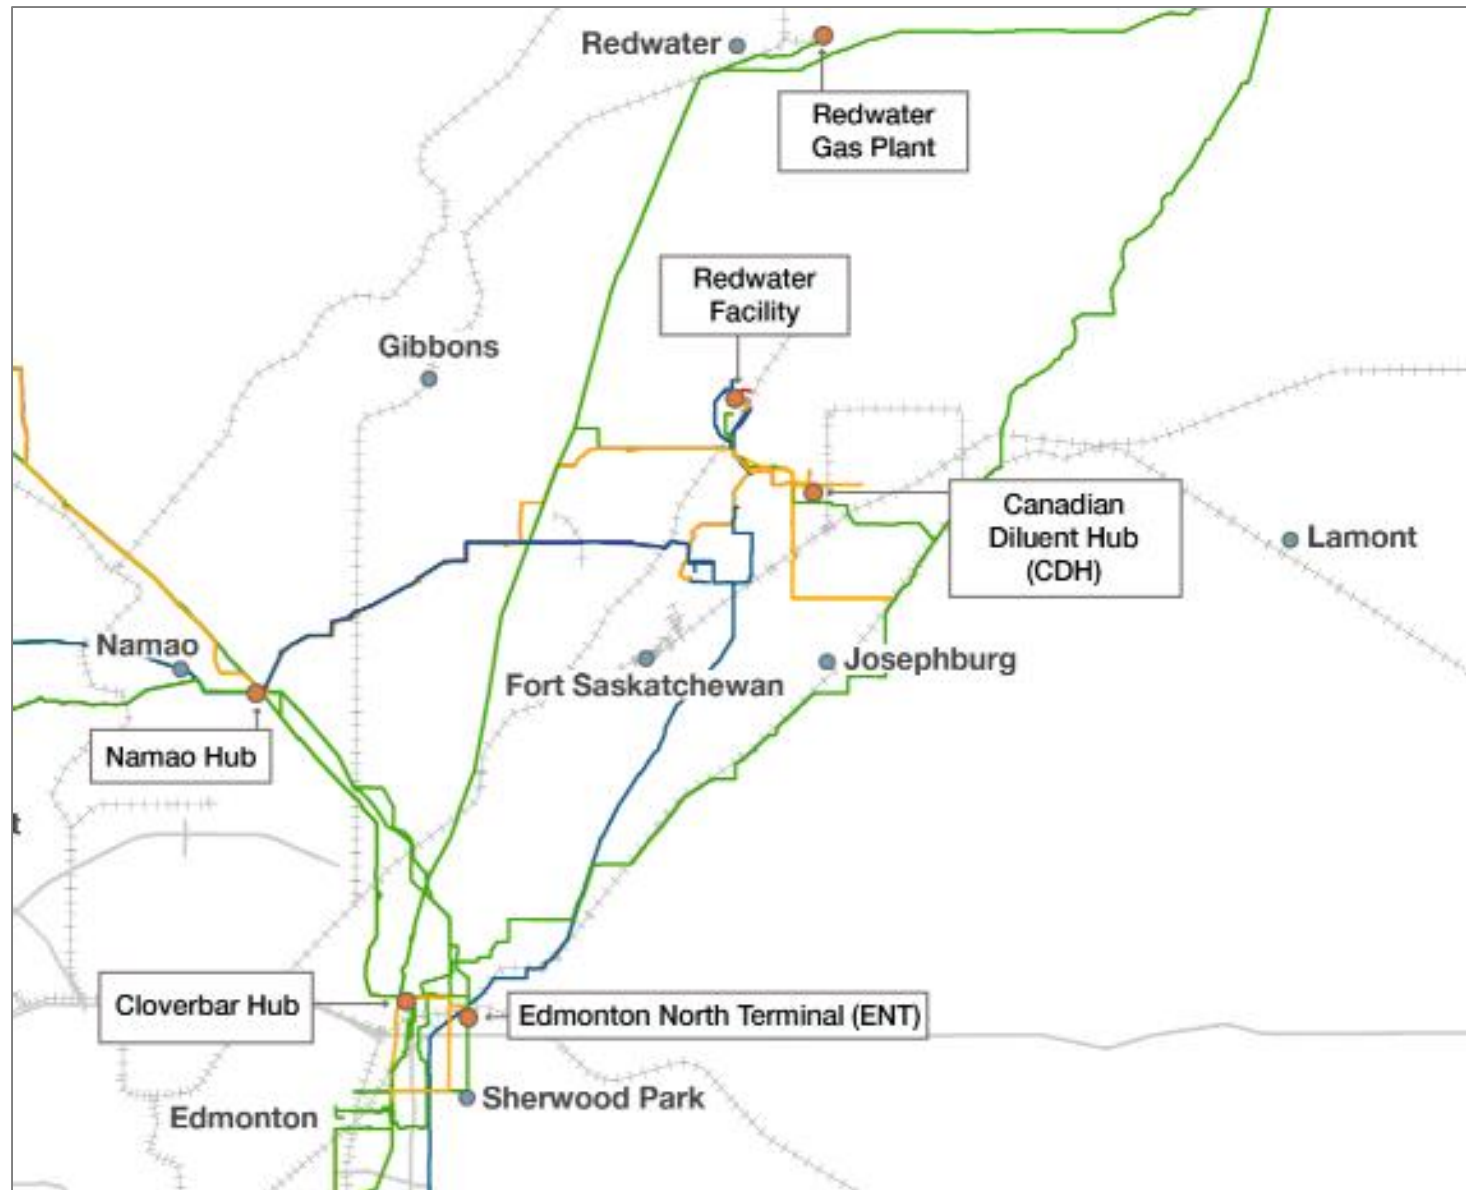 Redwater
Redwater
Gas Plant
Redwater
Facility
Gibbons
Canadian
Diluent Hub
(CDH)
Lamont
Namao
Josephburg
Fort Saskatchewan
Namao Hub
t
Cloverbar Hub
Edmonton North Terminal (ENT)
Sherwood Park
Edmonton